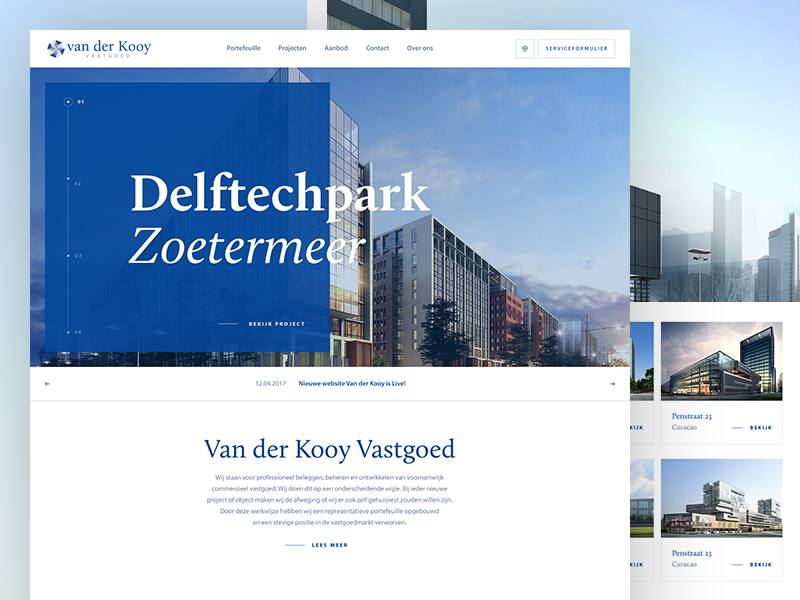 van der Kooy
VASTGOED
Portefeuille
Projecten
Aanbod
Contact
Over ons
SERVICEFORMULIER
01
02
03
04
Delftechpark
Zoetermeer
BEKIJK PROJECT
12.04.2017
Nieuwe website Van der Kooy is Live!
Van der Kooy Vastgoed
Wij staan voor professioneel beleggen, beheren en ontwikkelen van voornamelijk
commercieel vastgoed. Wij doen dit op een onderscheidende wijze. Bij ieder nieuwe
project of object maken wij de afweging of wij er ook zelf gehuisvest zouden willen zijn.
Door deze werkwijze hebben wij een representatieve portefeuille opgebouwd
en een stevige positie in de vastgoedmarkt verworven.
LEES MEER
KIJK
Penstraat 23
Curacao
BEKIJK
KIJK
Penstraat 23
Curacao
BEKIJK